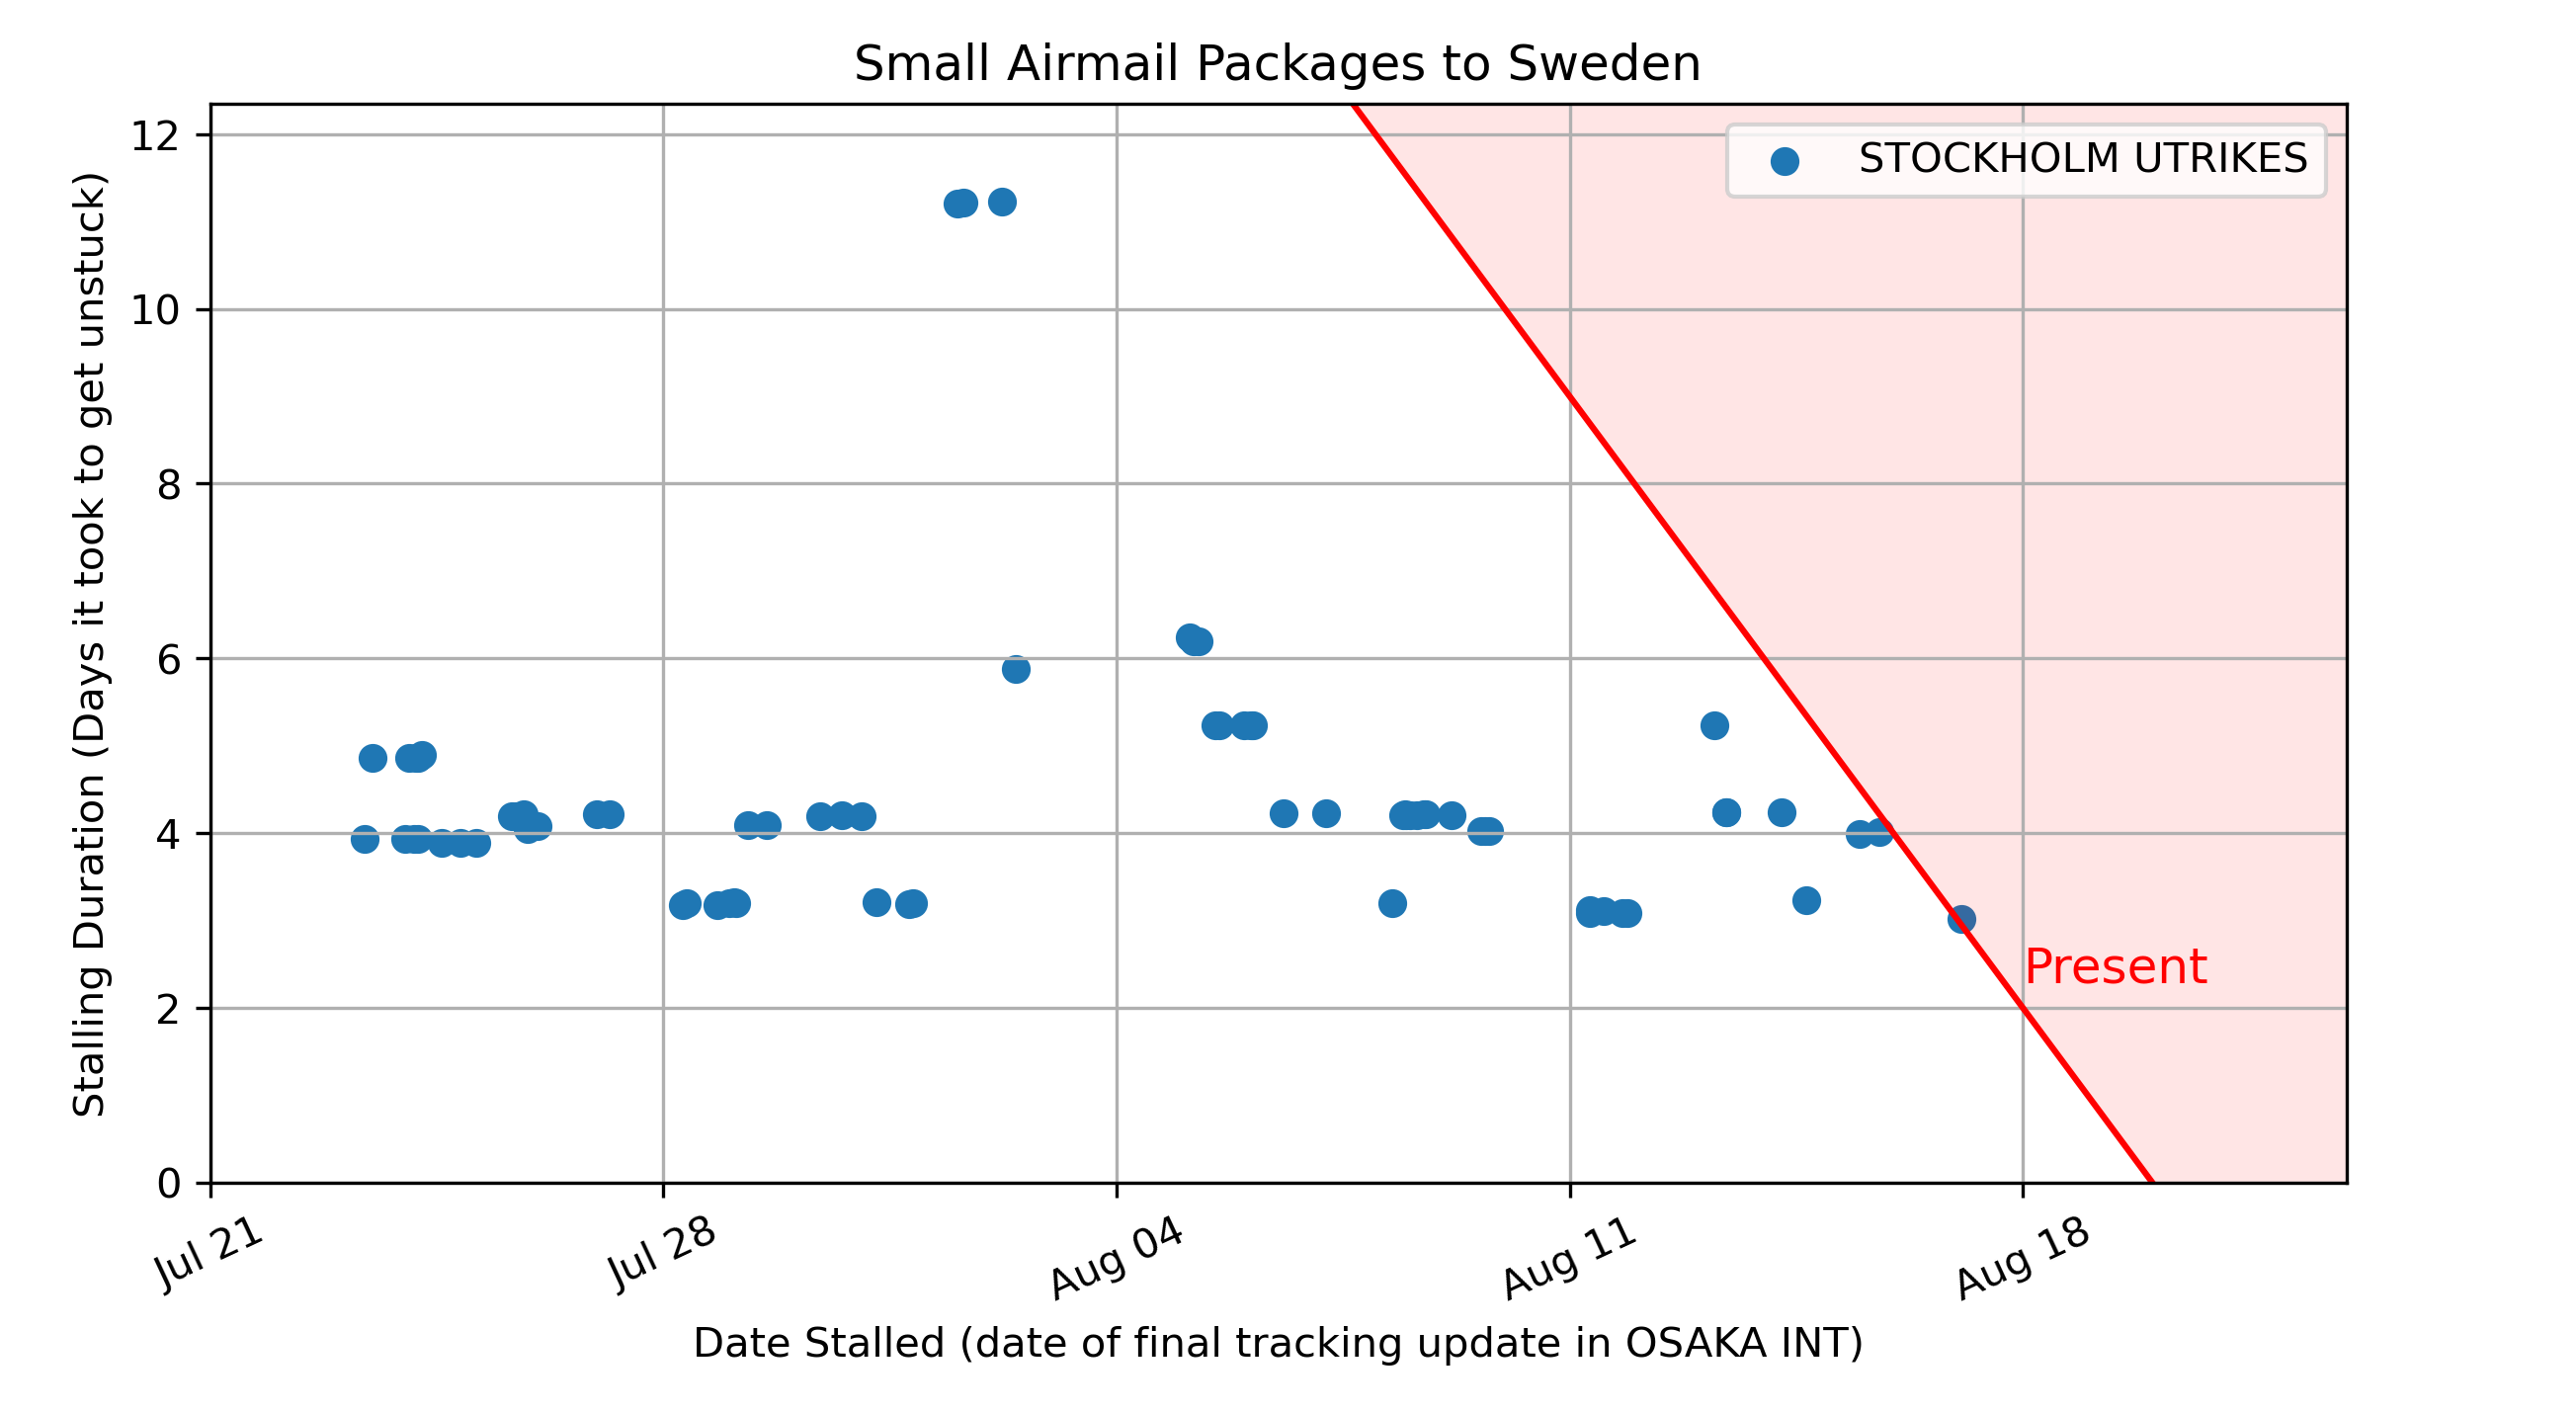 Small Airmail Packages to Sweden
STOCKHOLM UTRIKES
Stalling Duration (Days it took to get unstuck)
12
10
8
6
4
2
0
Present
Jul 21
Jul 28
Aug 04
Aug 11
Aug 18
Date Stalled (date of final tracking update in OSAKA INT)